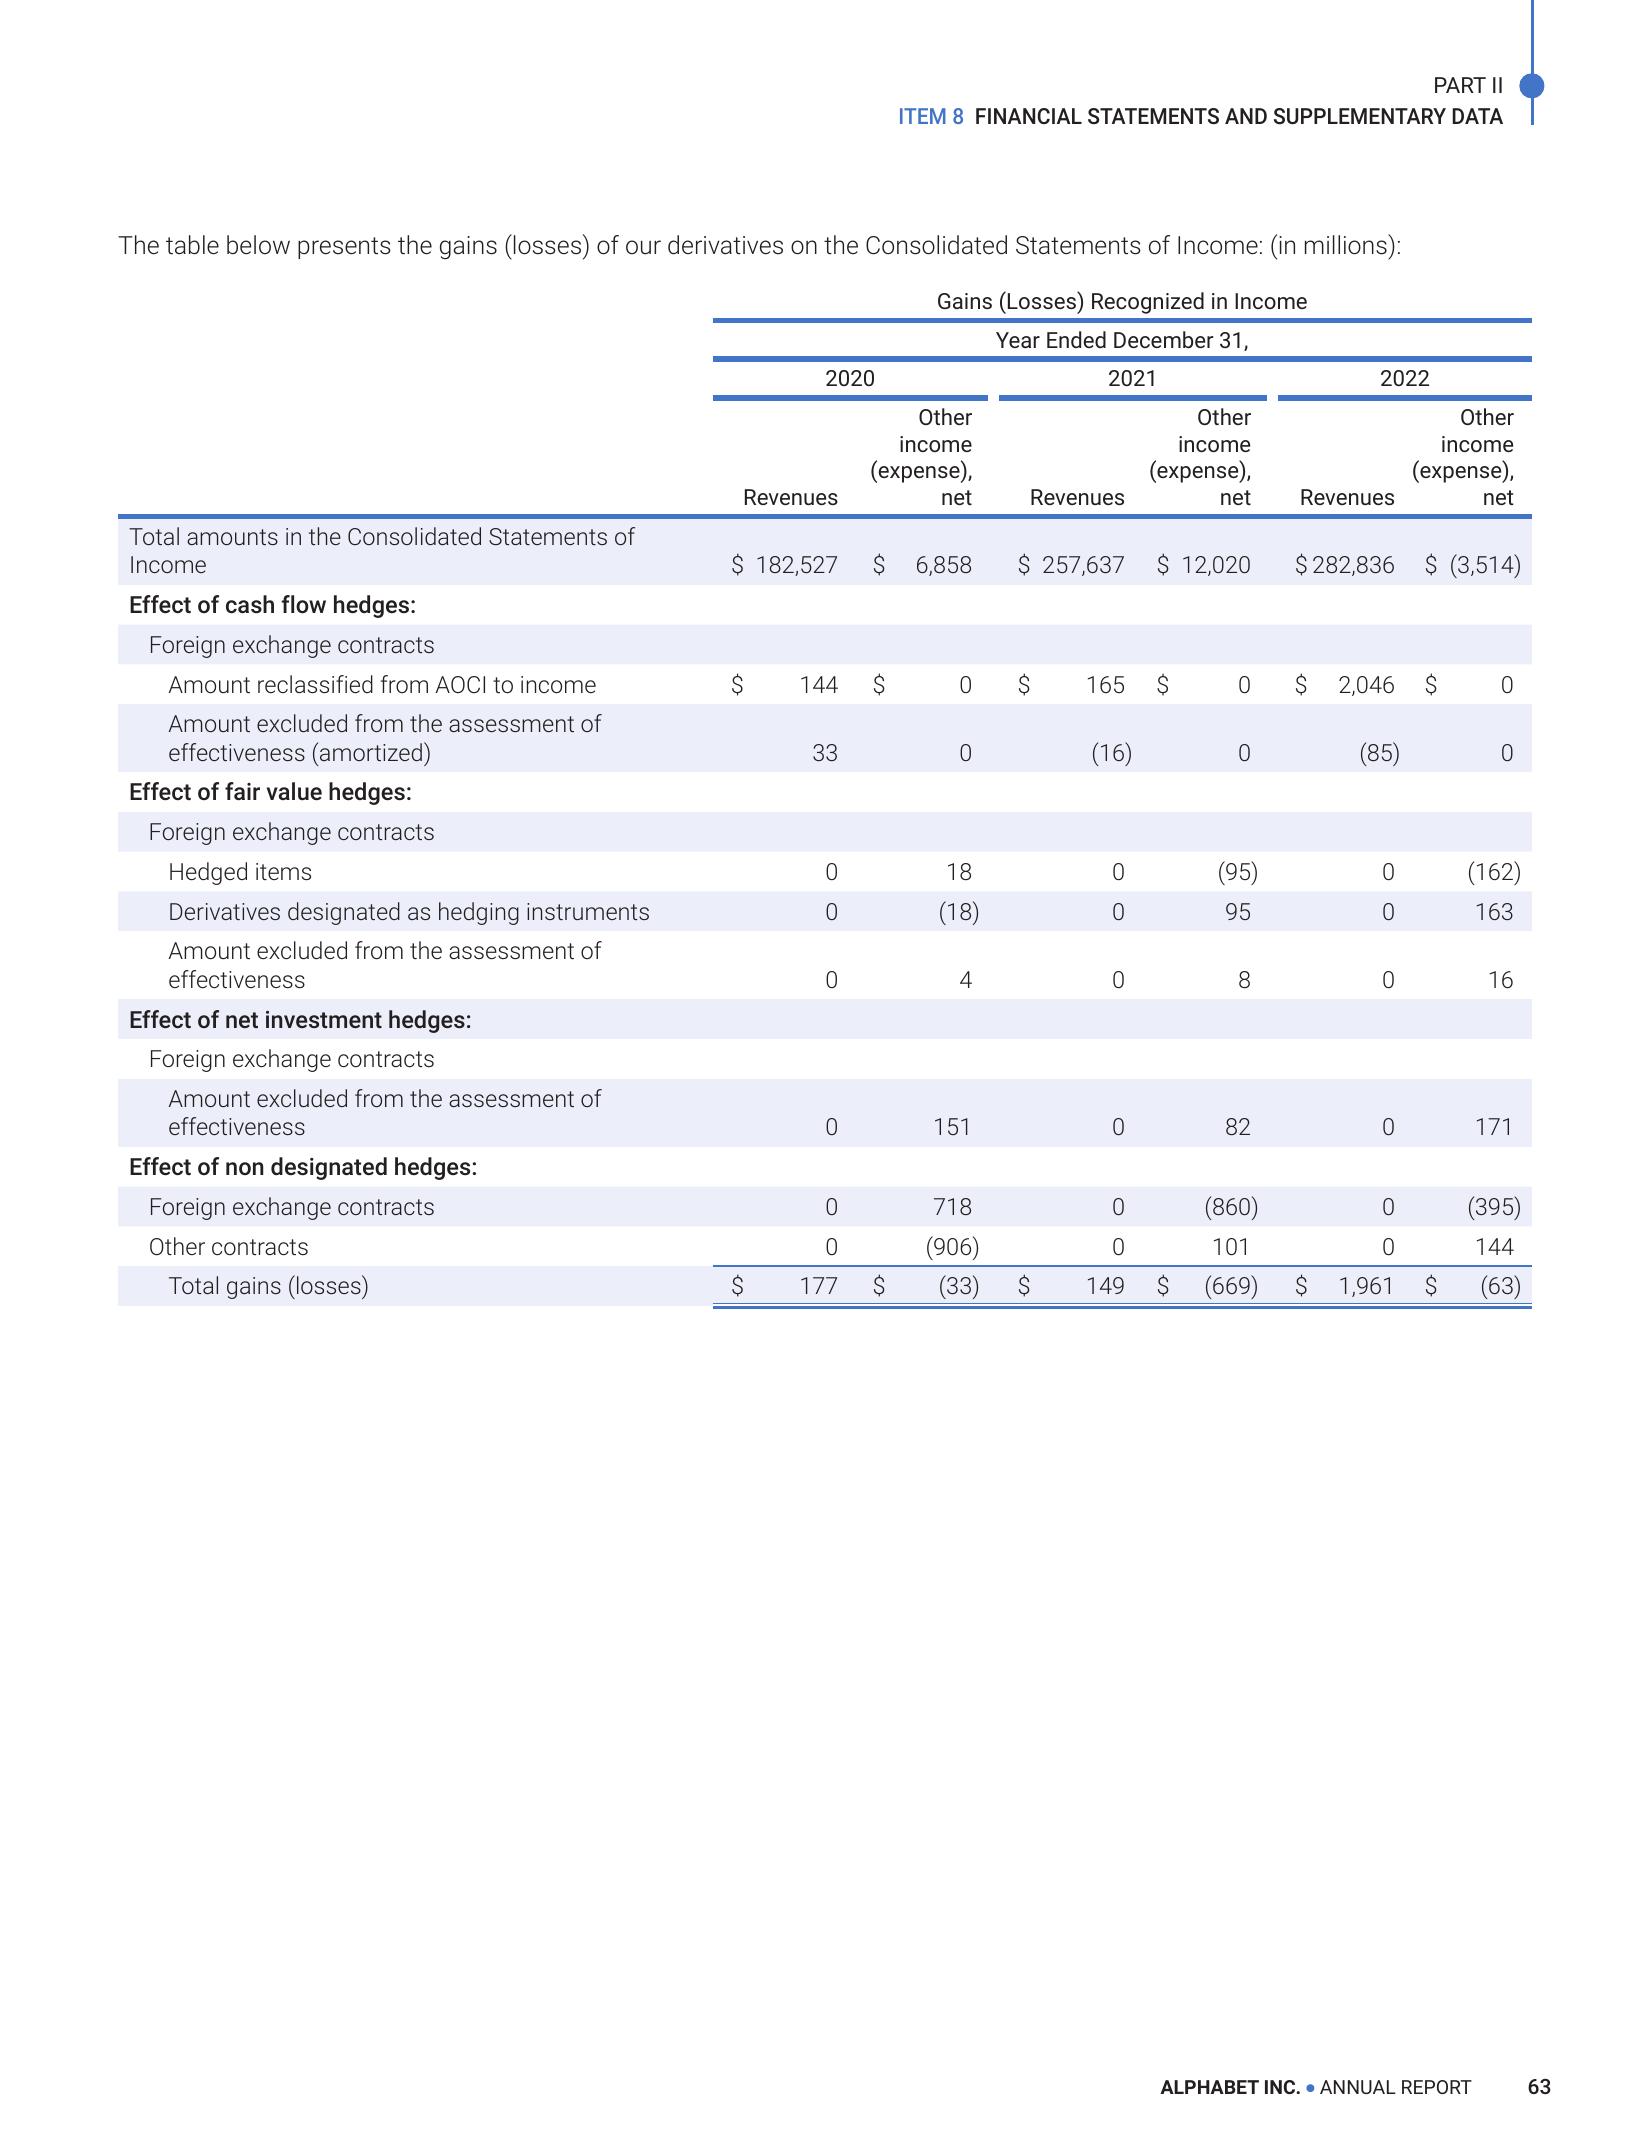 PART II
ITEM 8 FINANCIAL STATEMENTS AND SUPPLEMENTARY DATA
The table below presents the gains (losses) of our derivatives on the Consolidated Statements of Income: (in millions):
Gains (Losses) Recognized in Income
Year Ended December 31,
2020 2021 2022
Other Other Other
income income income
(expense), (expense), (expense),
Revenues net Revenues net Revenues net
Total amounts in the Consolidated Statements of
Income $ 182,527 $ 6,858 $ 257,637 $ 12,020 $ 282,836 $ (3,514)
Effect of cash flow hedges:
Foreign exchange contracts
Amount reclassified from AOCI to income $ 144 $ 0 $ 165 $ 0 $ 2,046 $ 0
Amount excluded from the assessment of
effectiveness (amortized) 33 0 (16) 0 (85) 0
Effect of fair value hedges:
Foreign exchange contracts
Hedged items 0 18 0 (95) 0 (162)
Derivatives designated as hedging instruments 0 (18) 0 95 0 163
Amount excluded from the assessment of
effectiveness 0 4 0 8 0 16
Effect of net investment hedges:
Foreign exchange contracts
Amount excluded from the assessment of
effectiveness 0 151 0 82 0 171
Effect of non designated hedges:
Foreign exchange contracts 0 718 0 (860) 0 (395)
Other contracts 0 (906) 0 101 0 144
Total gains (losses) $ 177 $ (33) $ 149 $ (669) $ 1,961 $ (63)
ALPHABET INC. • ANNUAL REPORT 63